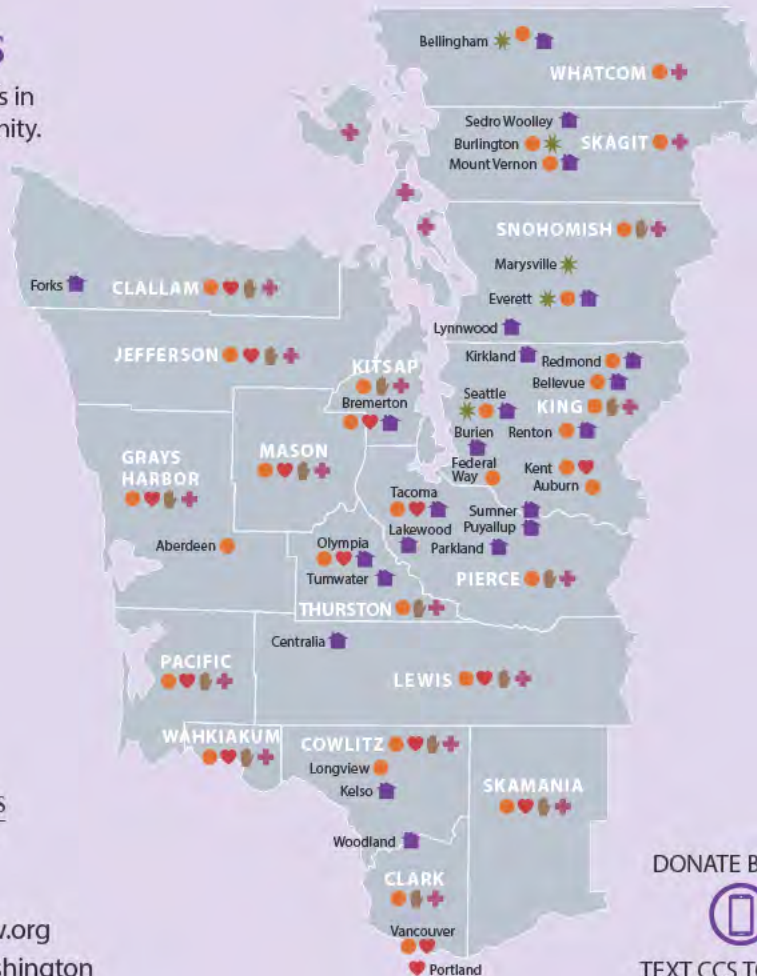 S
s in
nity.
Bellingham
WHATCOM
Sedro Woolley
Burlington
SKAGIT
Mount Vernon
SNOHOMISH
Marysville
Everett
Lynnwood
Forks
CLALLAM
JEFFERSON
KITSAP
Bremerton
Kirkland
Redmond
Bellevue
Seattle
KING
Burien
Renton
Federal
Way
Kent
Auburn
GRAYS
HARBOR
MASON
Aberdeen
Tacoma
Lakewood
Sumner
Puyallup
Parkland
Olympia
Tumwater
PIERCE
THURSTON
Centralia
PACIFIC
LEWIS
WAHKIAKUM
COWLITZ
Longview
Kelso
SKAMANIA
Woodland
CLARK
Vancouver
Portland
S
w.org
shington
DONATE B
TEXT CCS T